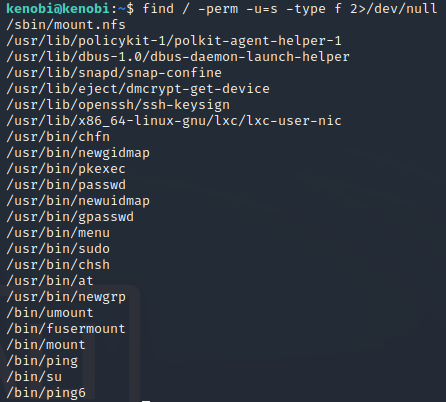 kenobi@kenobi:~$ find / -perm -u=s -type f 2>/dev/null
/sbin/mount.nfs
/usr/lib/policykit-1/polkit-agent-helper-1
/usr/lib/dbus-1.0/dbus-daemon-launch-helper
/usr/lib/snapd/snap-confine
/usr/lib/eject/dmcrypt-get-device
/usr/lib/openssh/ssh-keysign
/usr/lib/x86_64-linux-gnu/lxc/lxc-user-nic
/usr/bin/chfn
/usr/bin/newgidmap
/usr/bin/pkexec
/usr/bin/passwd
/usr/bin/newuidmap
/usr/bin/gpasswd
/usr/bin/menu
/usr/bin/sudo
/usr/bin/chsh
/usr/bin/at
/usr/bin/newgrp
/bin/umount
/bin/fusermount
/bin/mount
/bin/ping
/bin/su
/bin/ping6